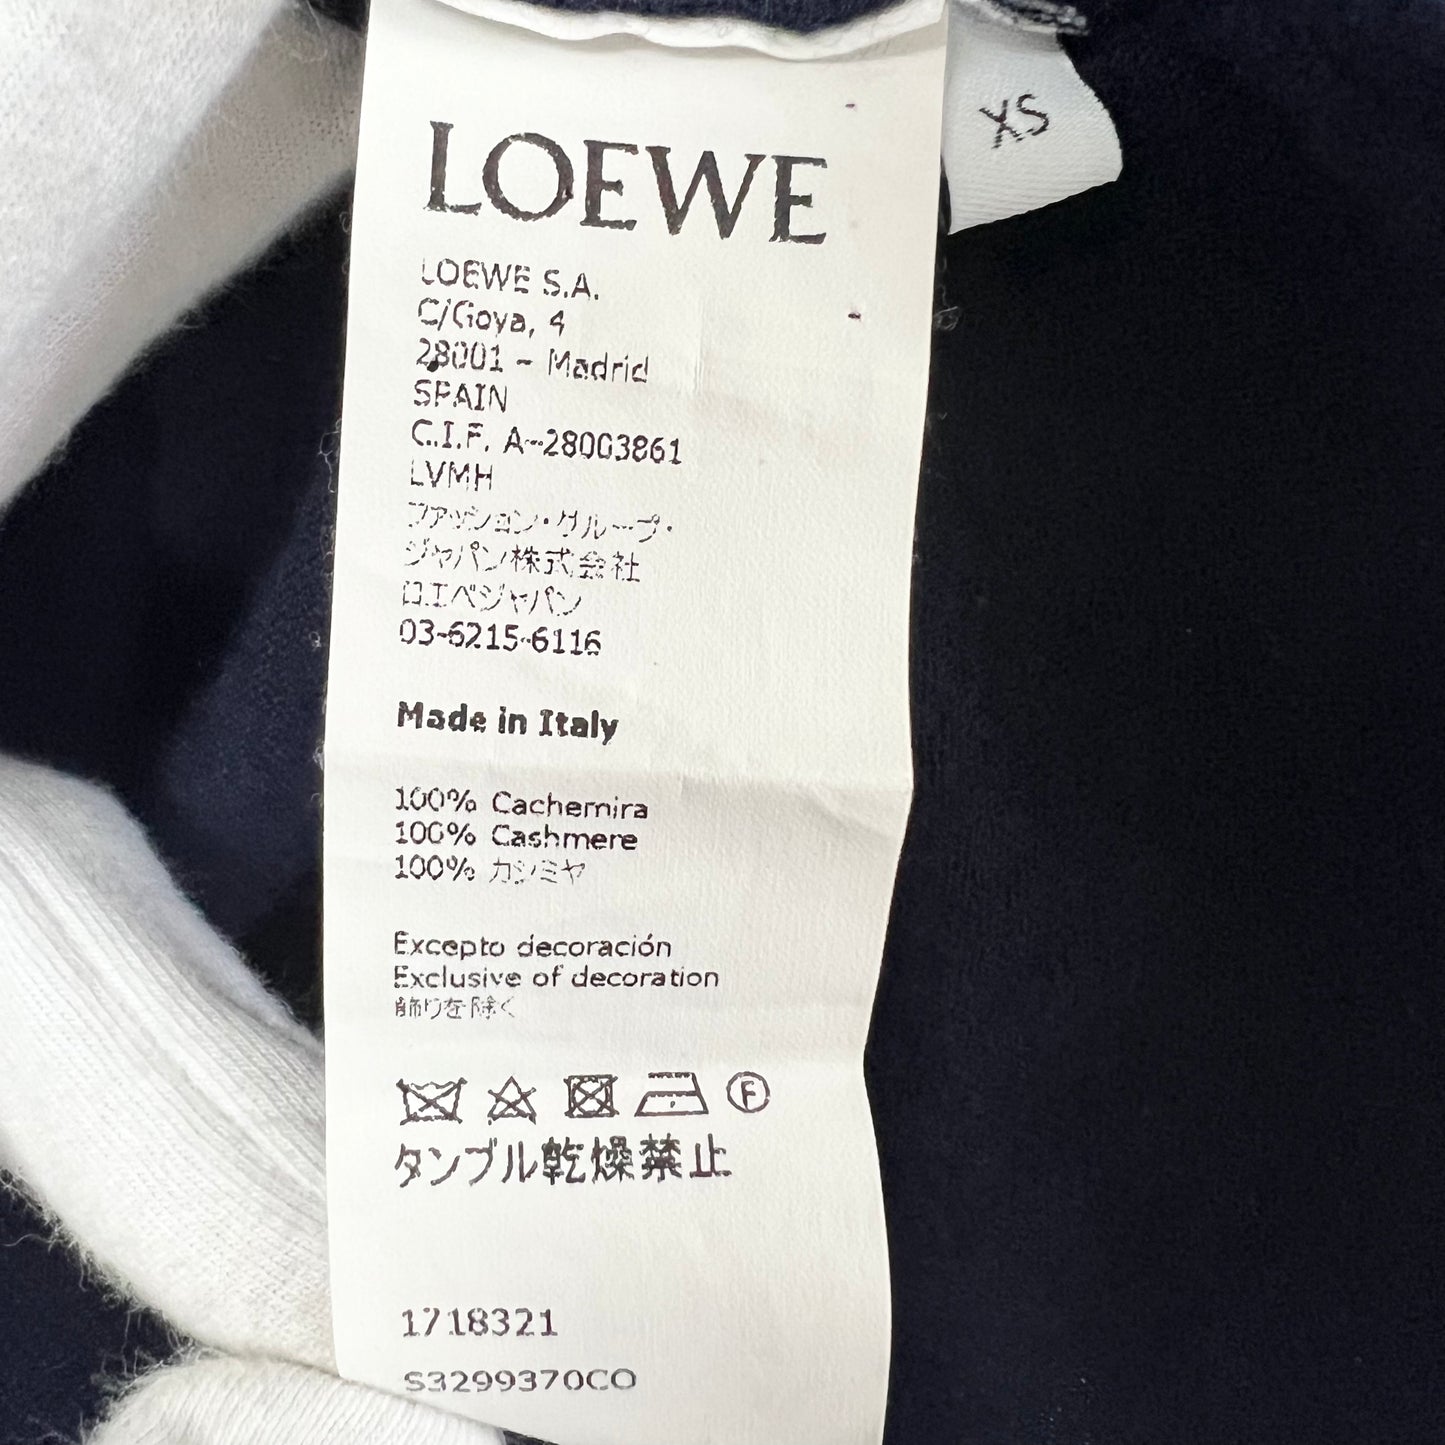 LOEWE
XS
LOEWE S.A.
C/Goya, 4
28001 - Madrid
SPAIN
C.I.F. A-28003861
LVMH
ファッション・グループ・
ジャパン株式会社
ロエベジャパン
03-6215-6116
Made in Italy
100% Cachemira
100% Cashmere
100% カシミヤ
Excepto decoración
Exclusive of decoration
飾りを除く
F
タンブル乾燥禁止
1718321
S3299370CO